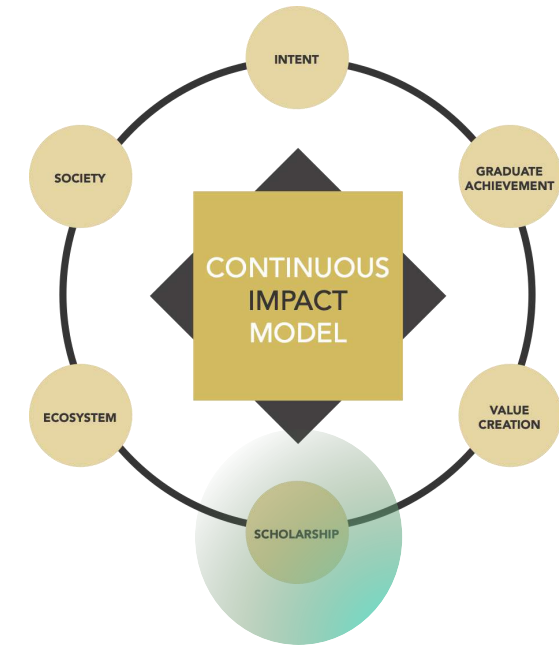 INTENT
SOCIETY
GRADUATE
ACHIEVEMENT
CONTINUOUS
IMPACT
MODEL
ECOSYSTEM
VALUE
CREATION
SCHOLARSHIP